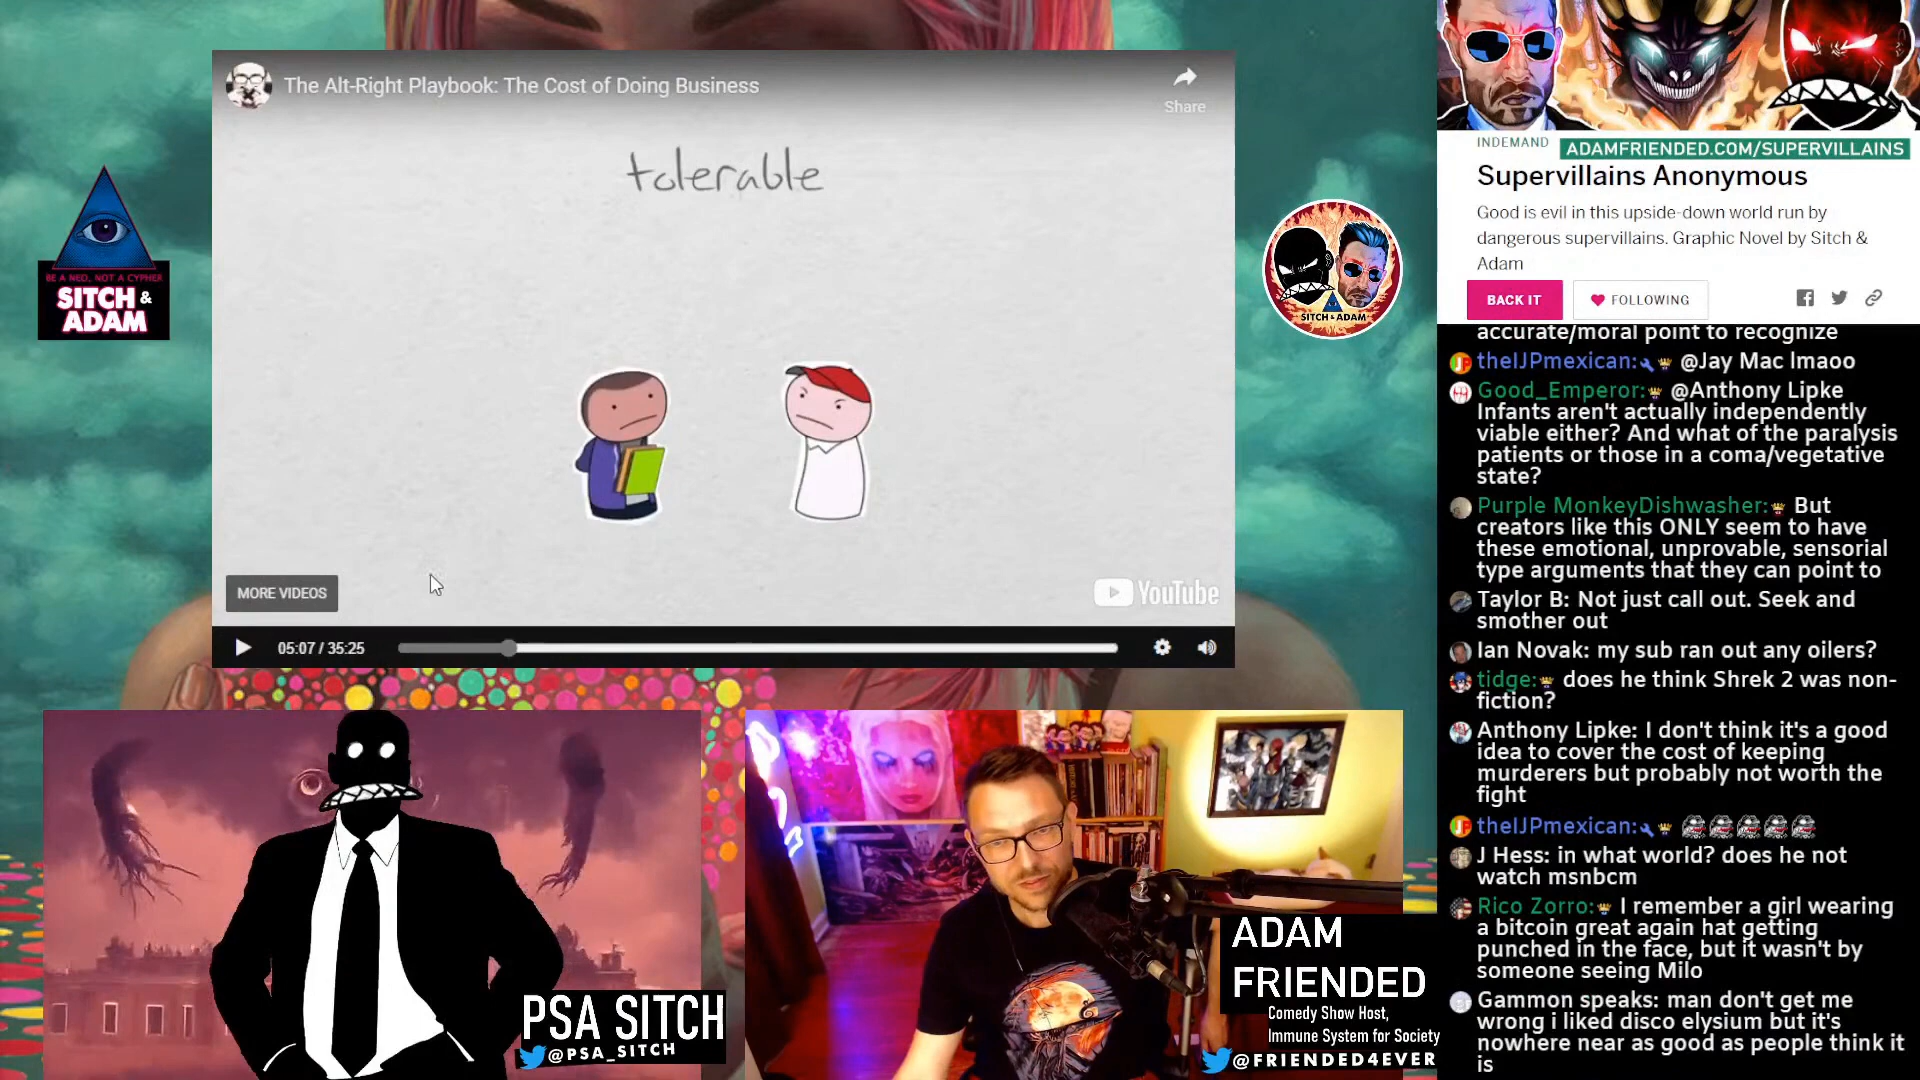 The Alt-Right Playbook: The Cost of Doing Business
Share
tolerable
MORE VIDEOS
YouTube
05:07 / 35:25
BE A NEO, NOT A CYPHER
SITCH &
ADAM
SITCH & ADAM
INDEMAND
ADAMFRIENDED.COM/SUPERVILLAINS
Supervillains Anonymous
Good is evil in this upside-down world run by
dangerous supervillains. Graphic Novel by Sitch &
Adam
BACK IT
FOLLOWING
accurate/moral point to recognize
theIJPmexican: @Jay Mac lmaoo
Good_Emperor: @Anthony Lipke
Infants aren't actually independently
viable either? And what of the paralysis
patients or those in a coma/vegetative
state?
Purple MonkeyDishwasher: But
creators like this ONLY seem to have
these emotional, unprovable, sensorial
type arguments that they can point to
Taylor B: Not just call out. Seek and
smother out
Ian Novak: my sub ran out any oilers?
tidge: does he think Shrek 2 was non-
fiction?
Anthony Lipke: I don't think it's a good
idea to cover the cost of keeping
murderers but probably not worth the
fight
theIJPmexican:
J Hess: in what world? does he not
watch msnbcm
Rico Zorro: I remember a girl wearing
a bitcoin great again hat getting
punched in the face, but it wasn't by
someone seeing Milo
Gammon speaks: man don't get me
wrong i liked disco elysium but it's
nowhere near as good as people think it
is
PSA SITCH
@PSA_SITCH
ADAM
FRIENDED
Comedy Show Host,
Immune System for Society
@FRIENDED4EVER